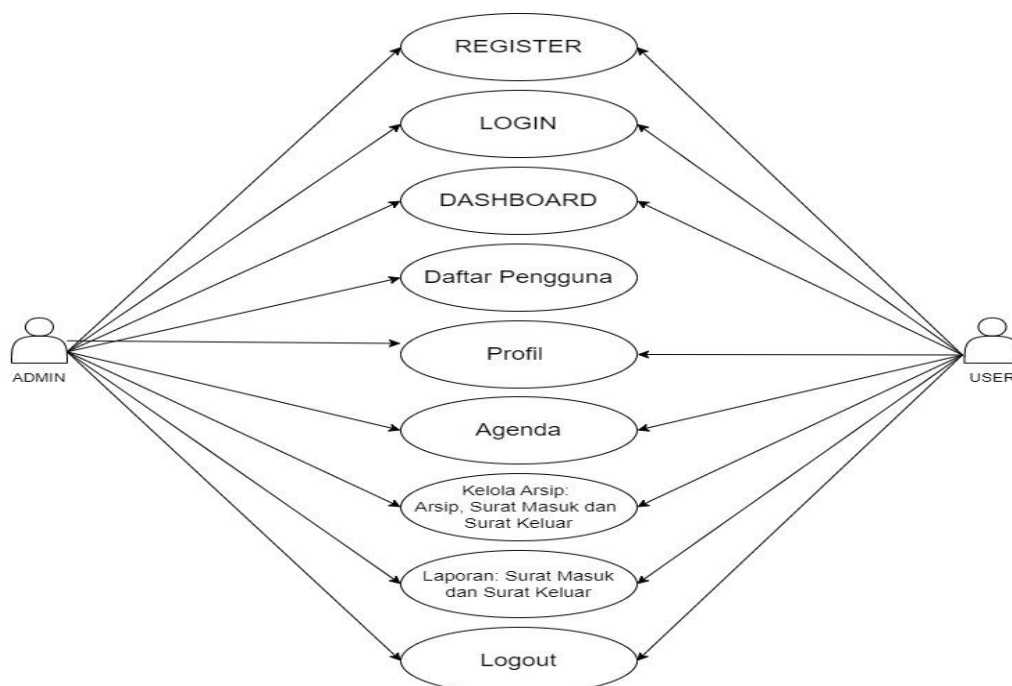 REGISTER
LOGIN
DASHBOARD
Daftar Pengguna
Profil
ADMIN
USER
Agenda
Kelola Arsip:
Arsip, Surat Masuk dan
Surat Keluar
Laporan: Surat Masuk
dan Surat Keluar
Logout